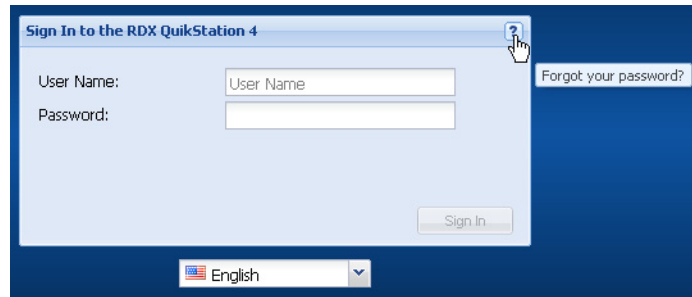 Sign In to the RDX QuikStation 4
?
User Name:
User Name
Forgot your password?
Password:
Sign In
English